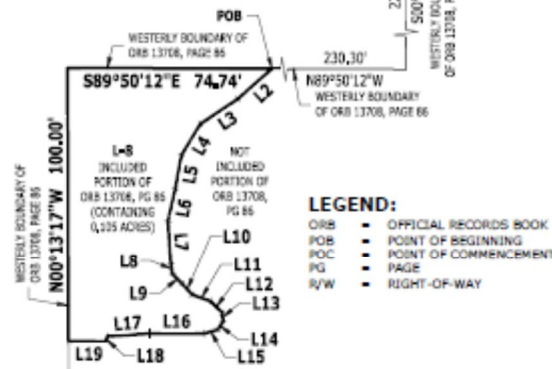 POB
WESTERLY BOUNDARY
OF ORB 13708, PAGE 86
S89°50'12"E 74.74'
230.30'
N89°50'12"W
WESTERLY BOUNDARY
OF ORB 13708, PAGE 86
WESTERLY BOUNDARY OF
ORB 13708, PAGE 86
N00°13'17"W 100.00'
L-8
INCLUDED
PORTION OF
ORB 13708, PG 86
(CONTAINING
0.105 ACRES)
NOT
INCLUDED
PORTION OF
ORB 13708,
PG 86
L2
L3
L4
L5
L6
L7
L8
L9
L10
L11
L12
L13
L14
L15
L16
L17
L18
L19
LEGEND:
ORB = OFFICIAL RECORDS BOOK
POB = POINT OF BEGINNING
POC = POINT OF COMMENCEMENT
PG = PAGE
R/W = RIGHT-OF-WAY